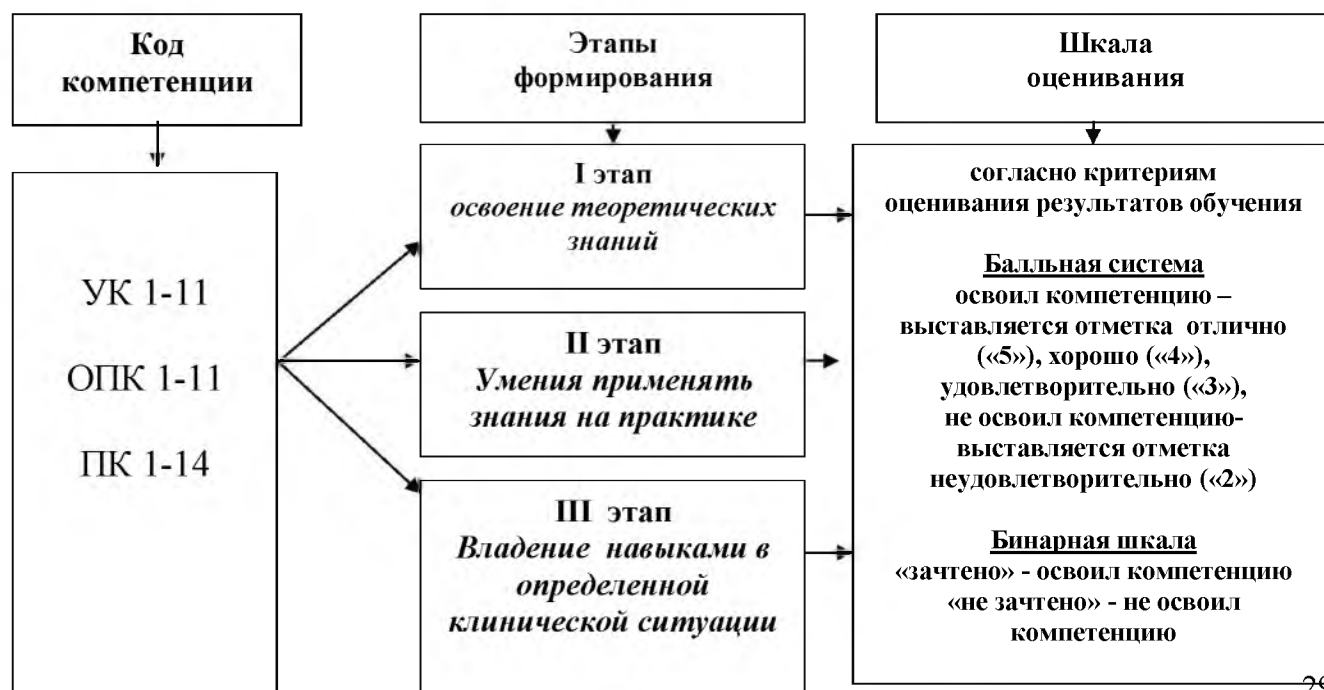 Код
компетенции
Этапы
формирования
Шкала
оценивания
УК 1-11
ОПК 1-11
ПК 1-14
I этап
освоение теоретических
знаний
II этап
Умения применять
знания на практике
III этап
Владение навыками в
определенной
клинической ситуации
согласно критериям
оценивания результатов обучения
Балльная система
освоил компетенцию –
выставляется отметка отлично
(«5»), хорошо («4»),
удовлетворительно («3»),
не освоил компетенцию-
выставляется отметка
неудовлетворительно («2»)
Бинарная шкала
«зачтено» - освоил компетенцию
«не зачтено» - не освоил
компетенцию